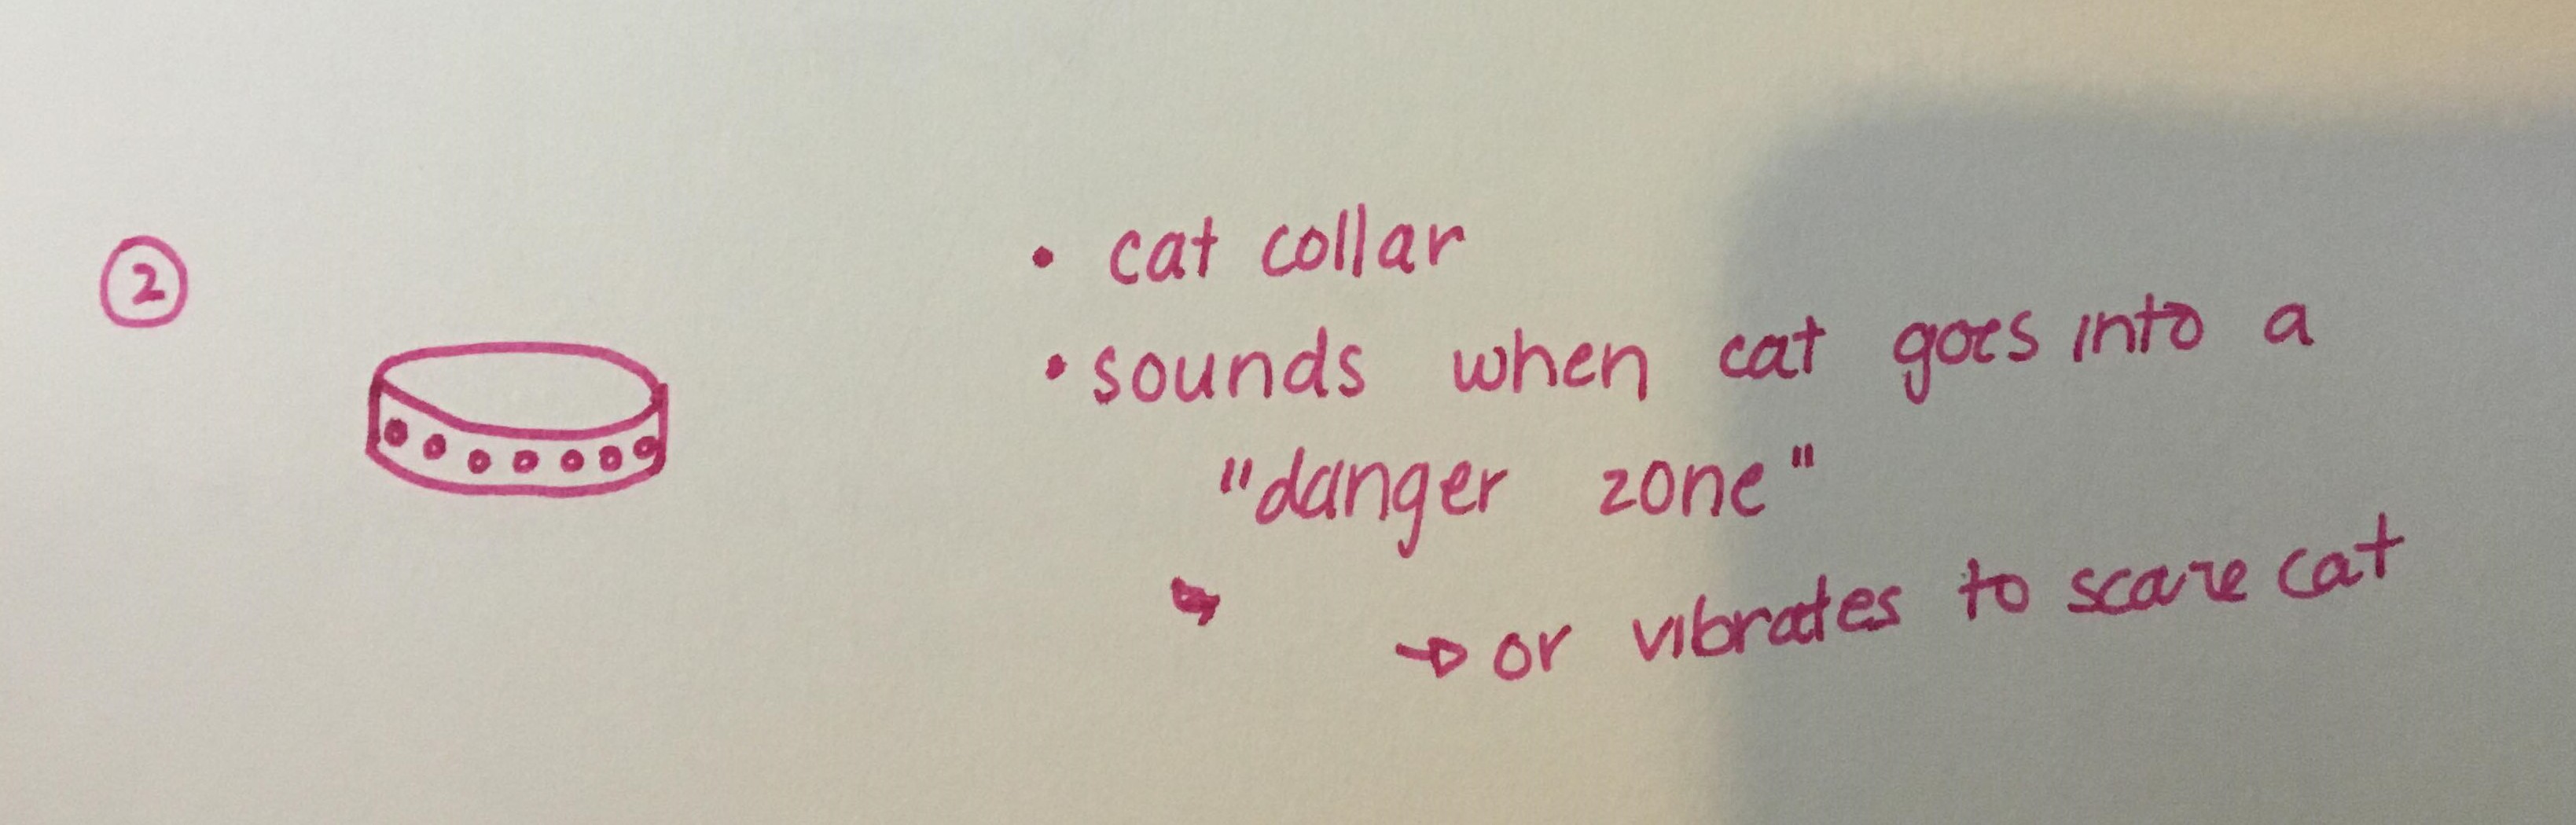 2
• cat collar
• sounds when cat goes into a
"danger zone"
→ or vibrates to scare cat